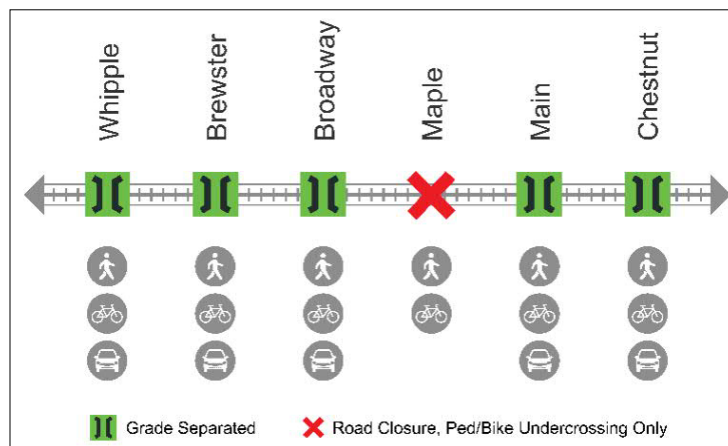 Whipple
Brewster
Broadway
Maple
Main
Chestnut
Grade Separated
Road Closure, Ped/Bike Undercrossing Only